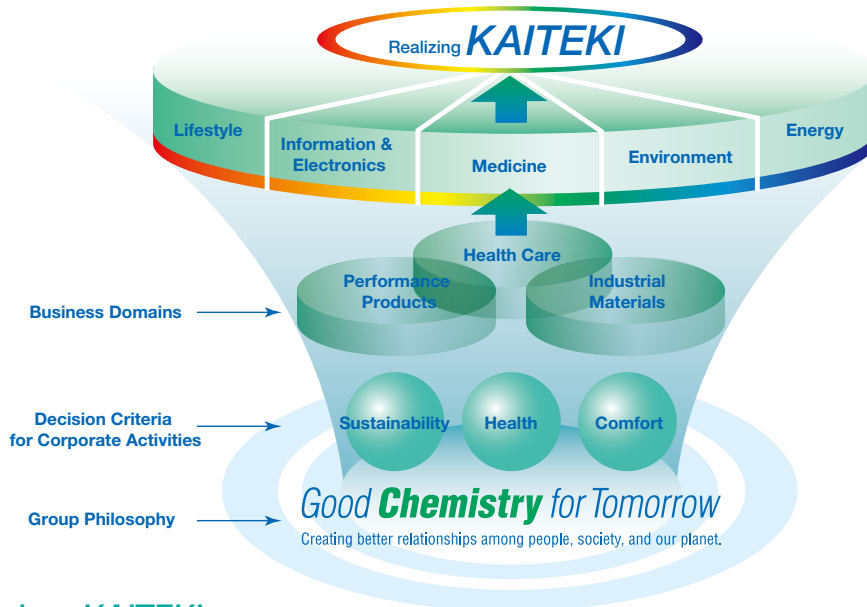 Realizing KAITEKI
Lifestyle
Information &
Electronics
Medicine
Environment
Energy
Health Care
Performance
Products
Industrial
Materials
Business Domains
Decision Criteria
for Corporate Activities
Sustainability
Health
Comfort
Group Philosophy
Good Chemistry for Tomorrow
Creating better relationships among people, society, and our planet.
KAITEKI